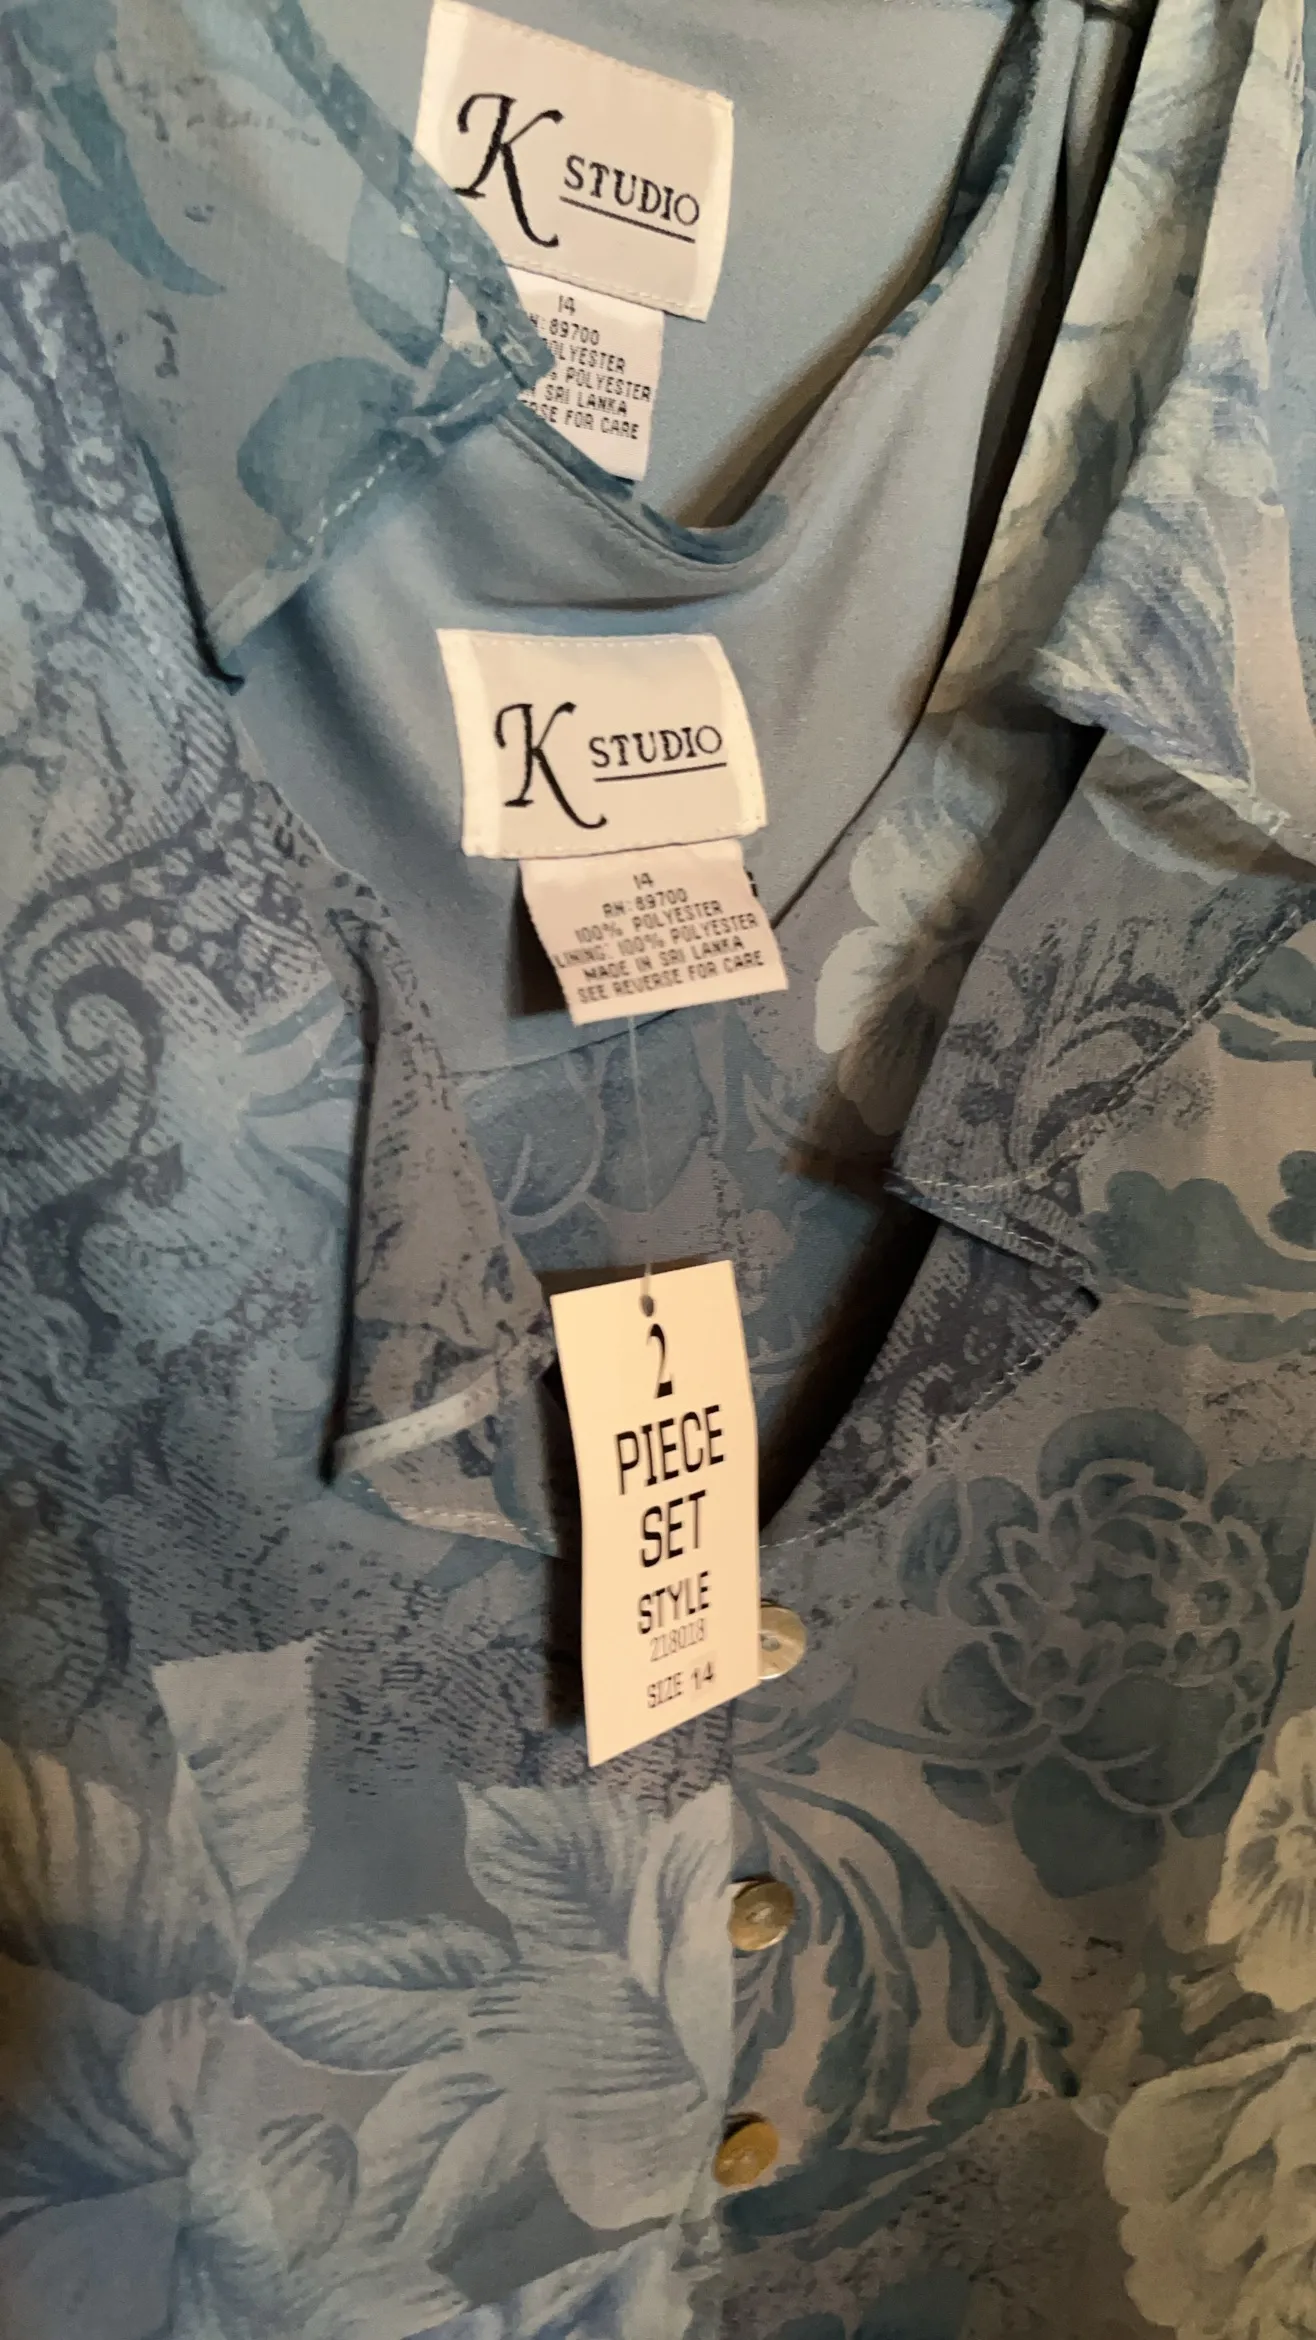 K STUDIO
14
89700
POLYESTER
POLYESTER
SRI LANKA
FOR CARE
K STUDIO
14
RN: 89700
100% POLYESTER
LINING: 100% POLYESTER
MADE IN SRI LANKA
SEE REVERSE FOR CARE
2
PIECE
SET
STYLE
218018
SIZE 14